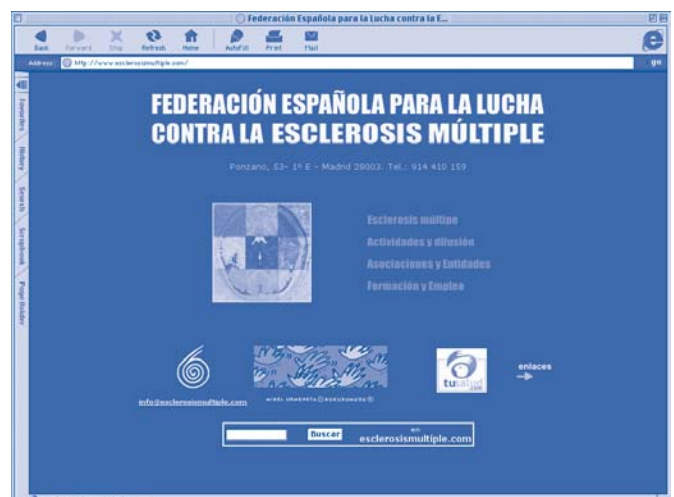 Federación Española para la Lucha contra la E...
Back Forward Stop Refresh Home AutoFill Print Mail
Address: http://www.esclerosismultiple.com/ go
Favorites
History
Search
Scrapbook
Page Holder
FEDERACIÓN ESPAÑOLA PARA LA LUCHA
CONTRA LA ESCLEROSIS MÚLTIPLE
Ponzano, 53- 1º E - Madrid 28003. Tel.: 914 410 159
Esclerosis múltipe
Actividades y difusión
Asociaciones y Entidades
Formación y Empleo
tusalud
.com
enlaces
info@esclerosismultiple.com
Buscar
en
esclerosismultiple.com